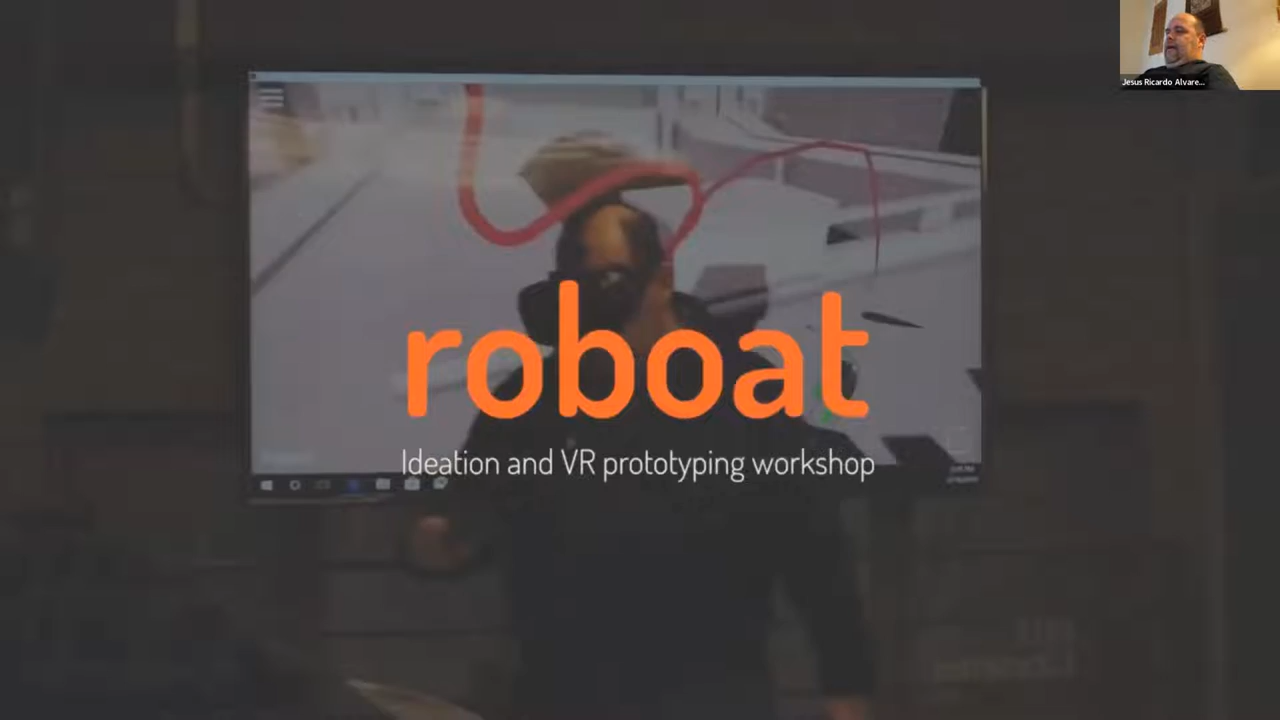 Jesus Ricardo Alvare...
roboat
Ideation and VR prototyping workshop